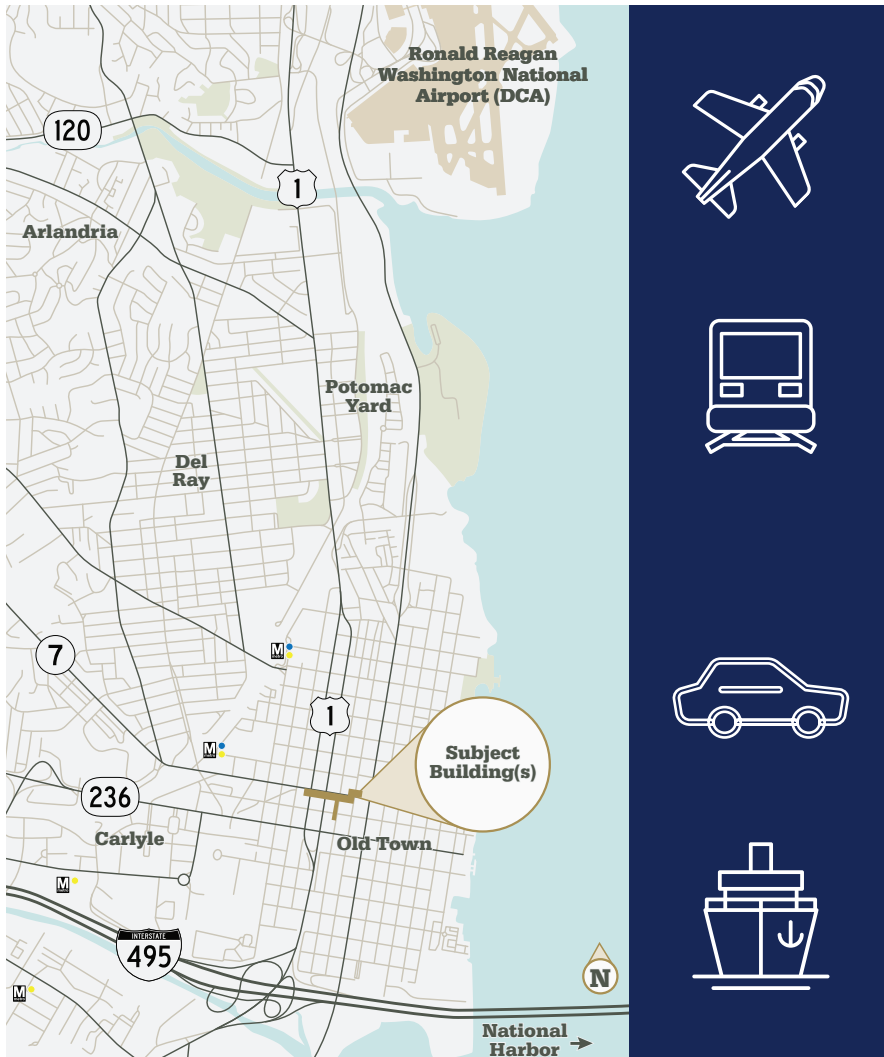 Ronald Reagan
Washington National
Airport (DCA)
120
1
Arlandria
Potomac
Yard
Del
Ray
M
7
1
M
Subject
Building(s)
236
Carlyle
Old Town
M
INTERSTATE
495
N
M
National
Harbor